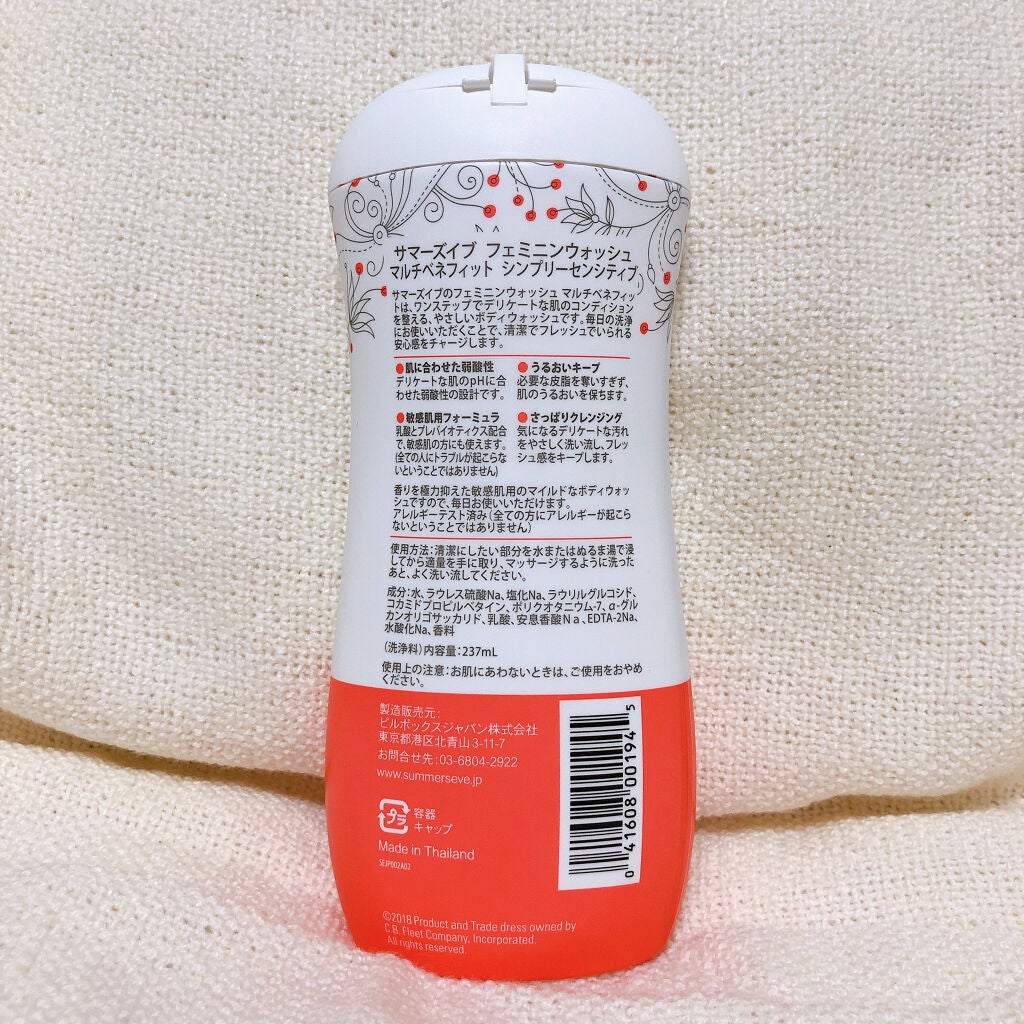 サマーズイブ フェミニンウォッシュ
マルチベネフィット シンプリーセンシティブ
サマーズイブのフェミニンウォッシュ マルチベネフィッ
トは、ワンステップでデリケートな肌のコンディション
を整える、やさしいボディウォッシュです。毎日の洗浄
にお使いいただくことで、清潔でフレッシュでいられる
安心感をチャージします。
●肌に合わせた弱酸性
デリケートな肌のpHに合
わせた弱酸性の設計です。
●うるおいキープ
必要な皮脂を奪いすぎず、
肌のうるおいを保ちます。
●敏感肌用フォーミュラ
乳酸とプレバイオティクス配合
で、敏感肌の方にも使えます。
(全ての人にトラブルが起こらな
いということではありません)
●さっぱりクレンジング
気になるデリケートな汚れ
をやさしく洗い流し、フレッ
シュ感をキープします。
香りを極力抑えた敏感肌用のマイルドなボディウォッ
シュですので、毎日お使いいただけます。
アレルギーテスト済み(全ての方にアレルギーが起こら
ないということではありません)
使用方法:清潔にしたい部分を水またはぬるま湯で浸
してから適量を手に取り、マッサージするように洗った
あと、よく洗い流してください。
成分:水、ラウレス硫酸Na、塩化Na、ラウリルグルコシド、
コカミドプロピルベタイン、ポリクオタニウム-7、α-グル
カンオリゴサッカリド、乳酸、安息香酸Na、EDTA-2Na、
水酸化Na、香料
(洗浄料)内容量:237mL
使用上の注意:お肌にあわないときは、ご使用をおやめ
ください。
製造販売元:
ピルボックスジャパン株式会社
東京都港区北青山3-11-7
お問合せ先:03-6804-2922
www.summerseve.jp
プラ
容器
キャップ
Made in Thailand
SEJP002A02
0 41608 00194 5
©2018 Product and Trade dress owned by
C.B. Fleet Company, Incorporated.
All rights reserved.